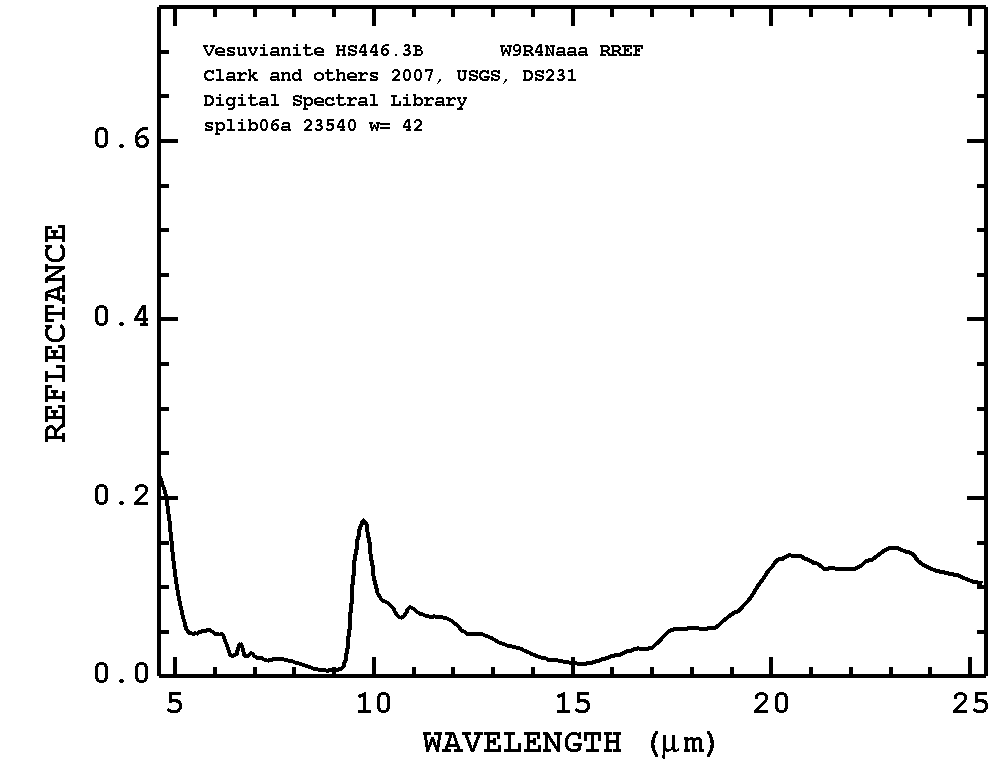 Vesuvianite HS446.3B W9R4Naaa RREF
Clark and others 2007, USGS, DS231
Digital Spectral Library
splib06a 23540 w= 42
0.6
0.4
0.2
0.0
REFLECTANCE
5 10 15 20 25
WAVELENGTH (μm)